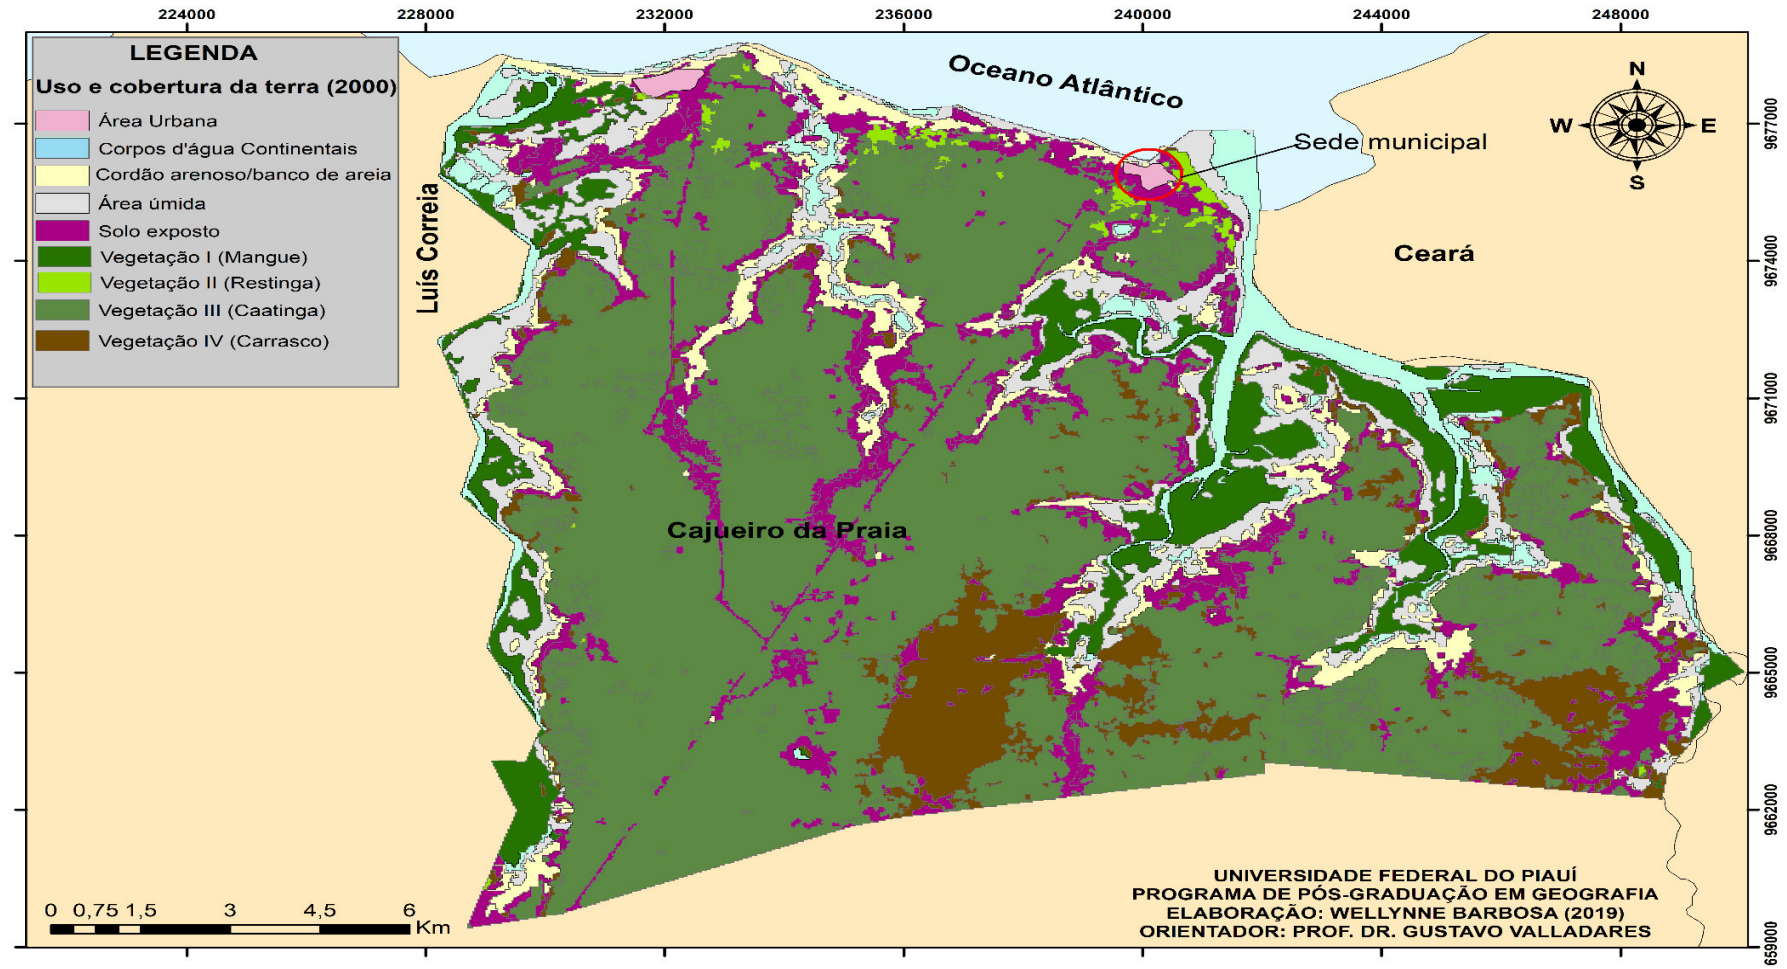 224000
228000
232000
236000
240000
244000
248000
LEGENDA
Uso e cobertura da terra (2000)
Área Urbana
Corpos d'água Continentais
Cordão arenoso/banco de areia
Área úmida
Solo exposto
Vegetação I (Mangue)
Vegetação II (Restinga)
Vegetação III (Caatinga)
Vegetação IV (Carrasco)
Oceano Atlântico
Sede municipal
N
W
E
S
Luís Correia
Ceará
Cajueiro da Praia
9677000
9674000
9671000
9668000
9665000
9662000
659000
0 0,75 1,5 3 4,5 6
Km
UNIVERSIDADE FEDERAL DO PIAUÍ
PROGRAMA DE PÓS-GRADUAÇÃO EM GEOGRAFIA
ELABORAÇÃO: WELLYNNE BARBOSA (2019)
ORIENTADOR: PROF. DR. GUSTAVO VALLADARES